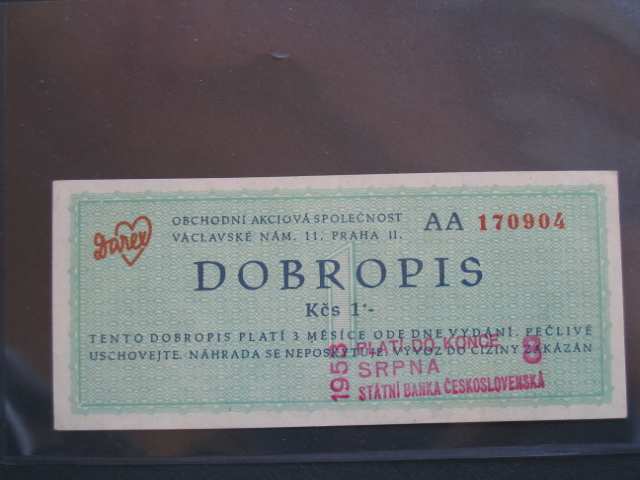 Darex
OBCHODNÍ AKCIOVÁ SPOLEČNOST
VÁCLAVSKÉ NÁM. 11, PRAHA II.
AA 170904
DOBROPIS
1
Kčs 1·-
TENTO DOBROPIS PLATÍ 3 MĚSÍCE ODE DNE VYDÁNÍ. PEČLIVĚ
USCHOVEJTE. NÁHRADA SE NEPOSKYTUJE. VÝVOZ DO CIZINY ZAKÁZÁN
PLATÍ DO KONCE
SRPNA
STÁTNÍ BANKA ČESKOSLOVENSKÁ
1953
8